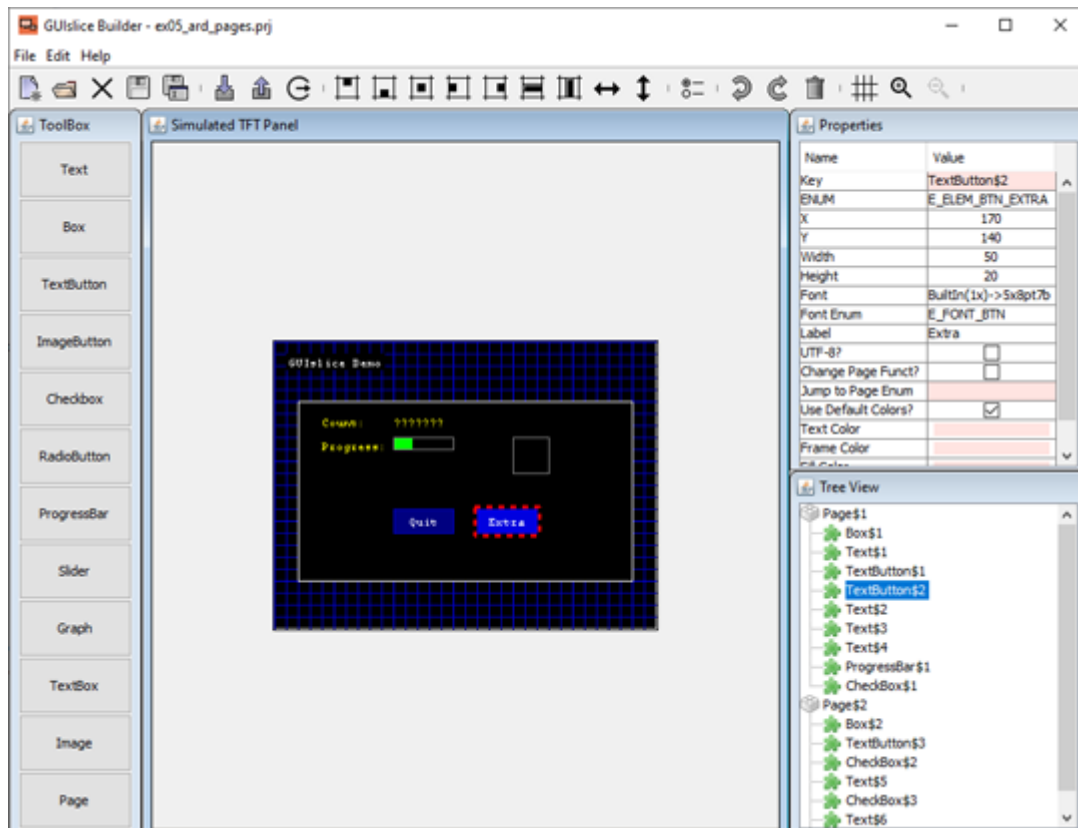 GUIslice Builder - ex05_ard_pages.prj
File Edit Help
ToolBox
Text
Box
TextButton
ImageButton
Checkbox
RadioButton
ProgressBar
Slider
Graph
TextBox
Image
Page
Simulated TFT Panel
GUIslice Demo
Count: ???????
Progress:
Quit Extra
Properties
Name Value
Key TextButton$2
ENUM E_ELEM_BTN_EXTRA
X 170
Y 140
Width 50
Height 20
Font BuiltIn(1x)->5x8pt7b
Font Enum E_FONT_BTN
Label Extra
UTF-8?
Change Page Funct?
Jump to Page Enum
Use Default Colors?
Text Color
Frame Color
Tree View
Page$1
Box$1
Text$1
TextButton$1
TextButton$2
Text$2
Text$3
Text$4
ProgressBar$1
CheckBox$1
Page$2
Box$2
TextButton$3
CheckBox$2
Text$5
CheckBox$3
Text$6